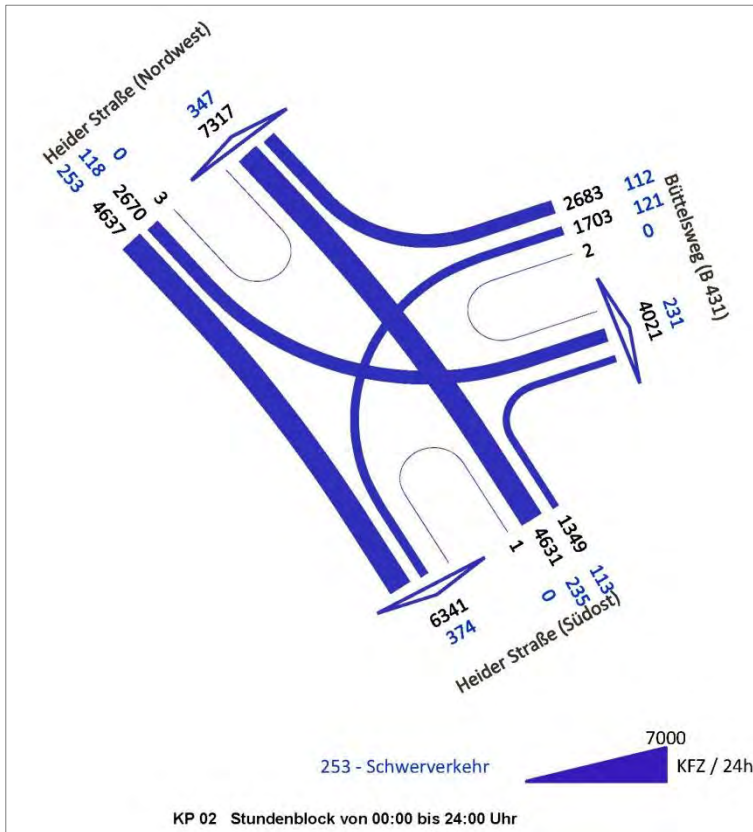 Heider Straße (Nordwest)
253 118 0
4637 2670 3
347
7317
2683 112
1703 121
2 0
Büttelsweg (B 431)
4021 231
1349 113
4631 235
1 0
6341
374
Heider Straße (Südost)
7000
253 - Schwerverkehr
KFZ / 24h
KP 02 Stundenblock von 00:00 bis 24:00 Uhr